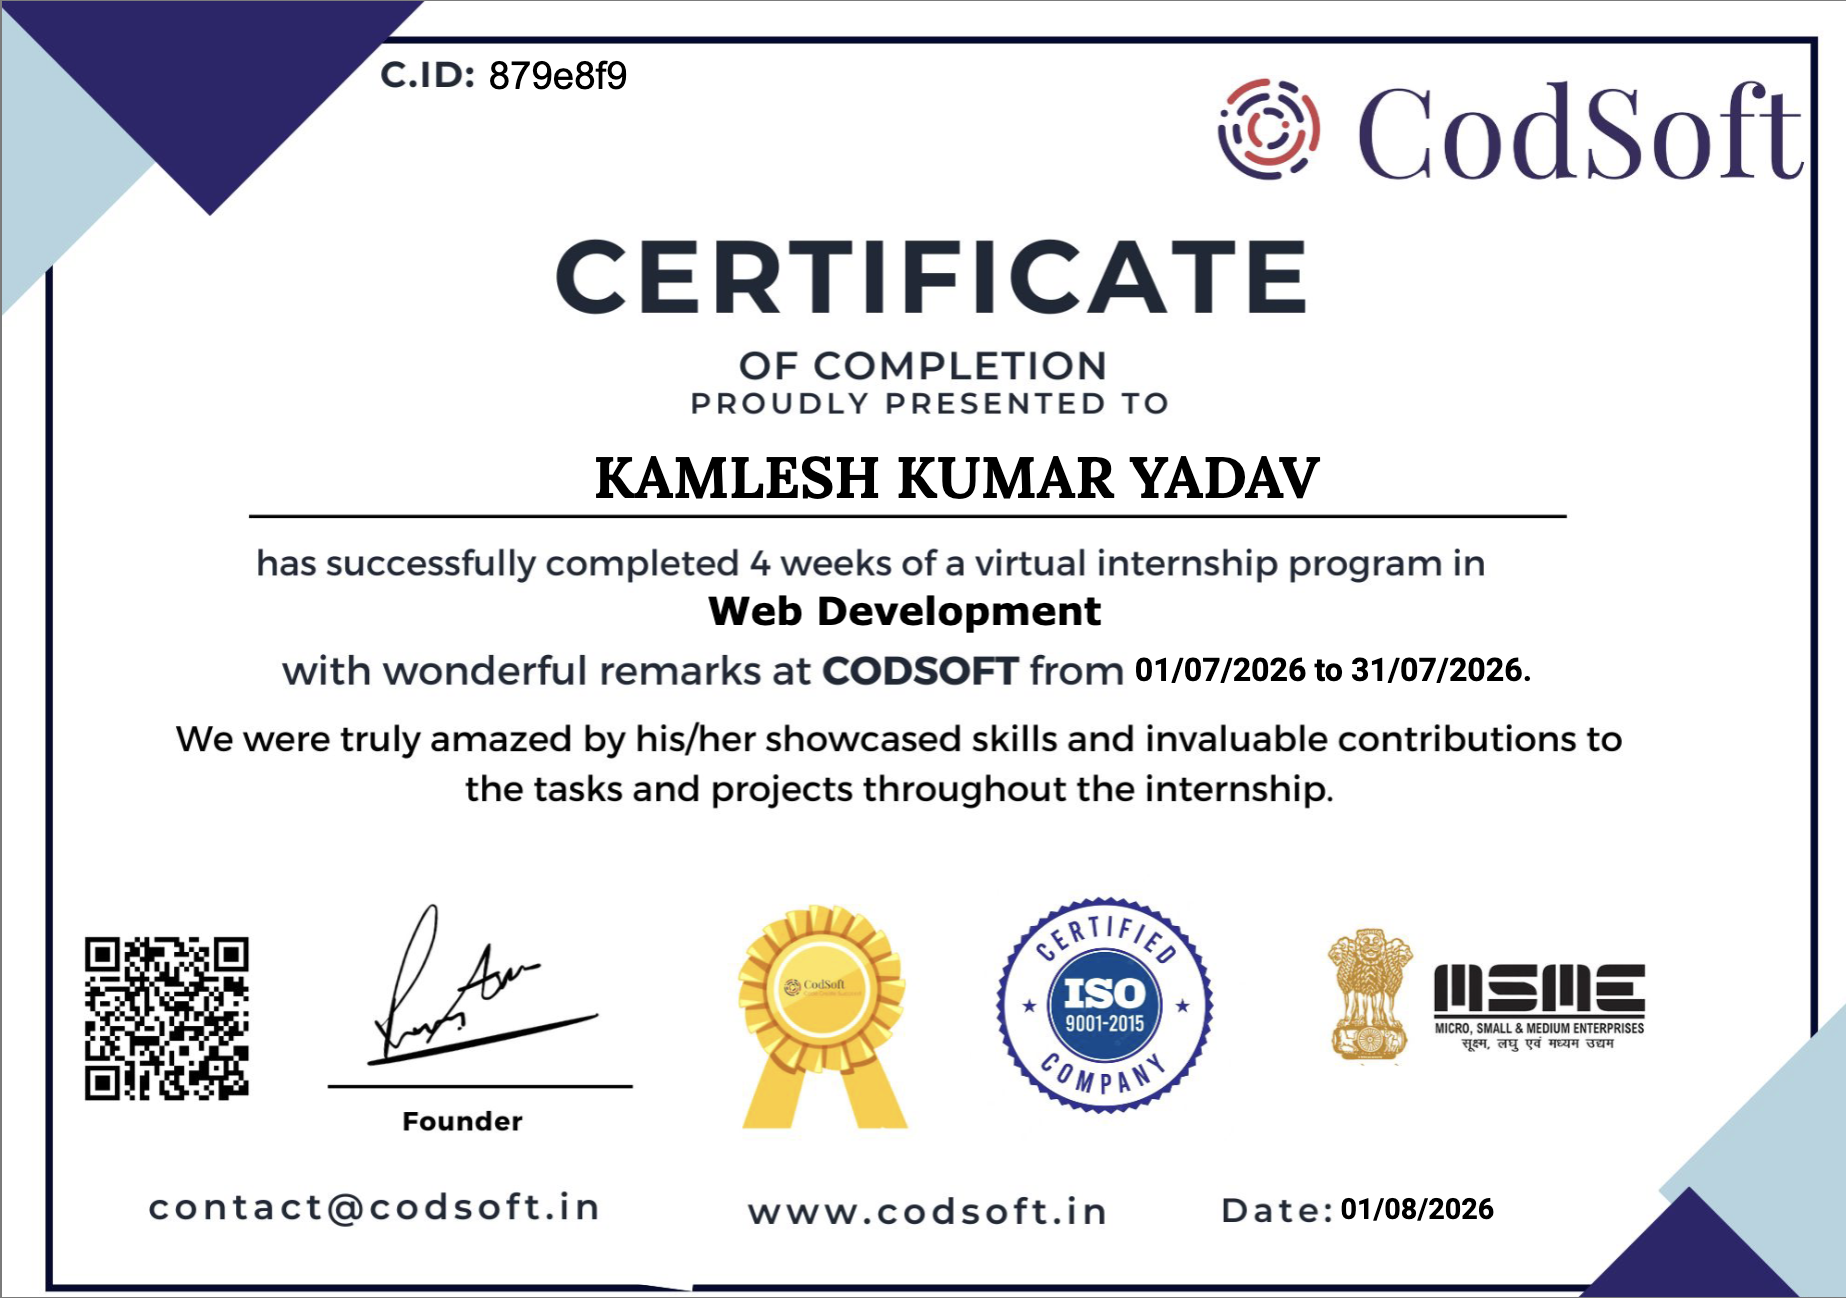 C.ID: 879e8f9
CodSoft
CERTIFICATE
OF COMPLETION
PROUDLY PRESENTED TO
KAMLESH KUMAR YADAV
has successfully completed 4 weeks of a virtual internship program in
Web Development
with wonderful remarks at CODSOFT from 01/07/2026 to 31/07/2026.
We were truly amazed by his/her showcased skills and invaluable contributions to
the tasks and projects throughout the internship.
CodSoft
CERTIFIED
ISO
9001-2015
COMPANY
MSME
MICRO, SMALL & MEDIUM ENTERPRISES
सूक्ष्म, लघु एवं मध्यम उद्यम
Founder
contact@codsoft.in
www.codsoft.in
Date: 01/08/2026